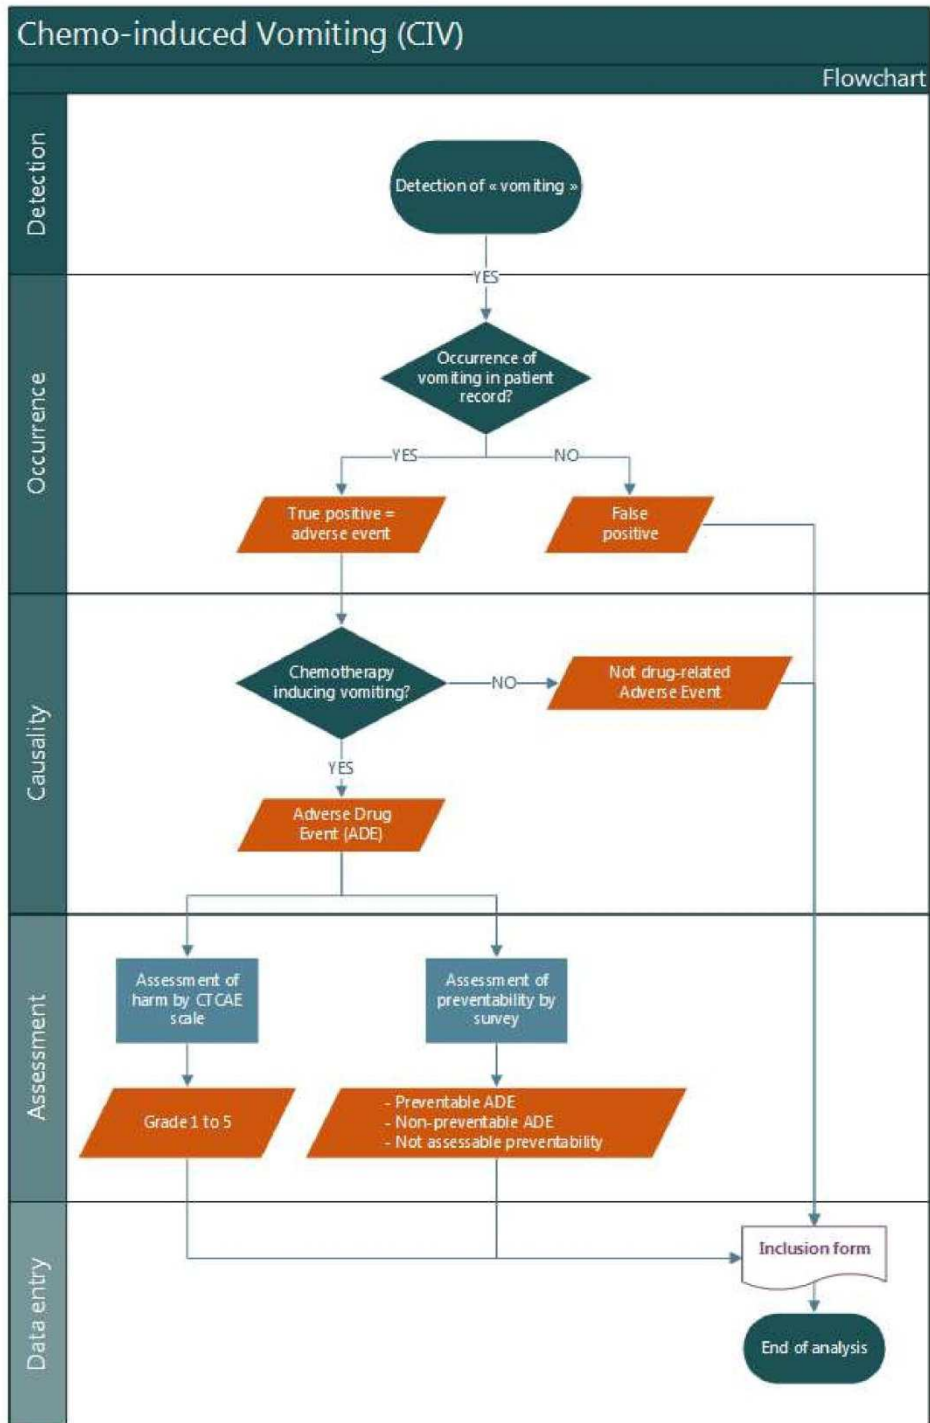 Chemo-induced Vomiting (CIV)
Flowchart
Detection
Detection of « vomiting »
YES
Occurrence
Occurrence of
vomiting in patient
record?
YES
NO
True positive =
adverse event
False
positive
Causality
Chemotherapy
inducing vomiting?
NO
Not drug-related
Adverse Event
YES
Adverse Drug
Event (ADE)
Assessment
Assessment of
harm by CTCAE
scale
Assessment of
preventability by
survey
Grade 1 to 5
- Preventable ADE
- Non-preventable ADE
- Not assessable preventability
Data entry
Inclusion form
End of analysis